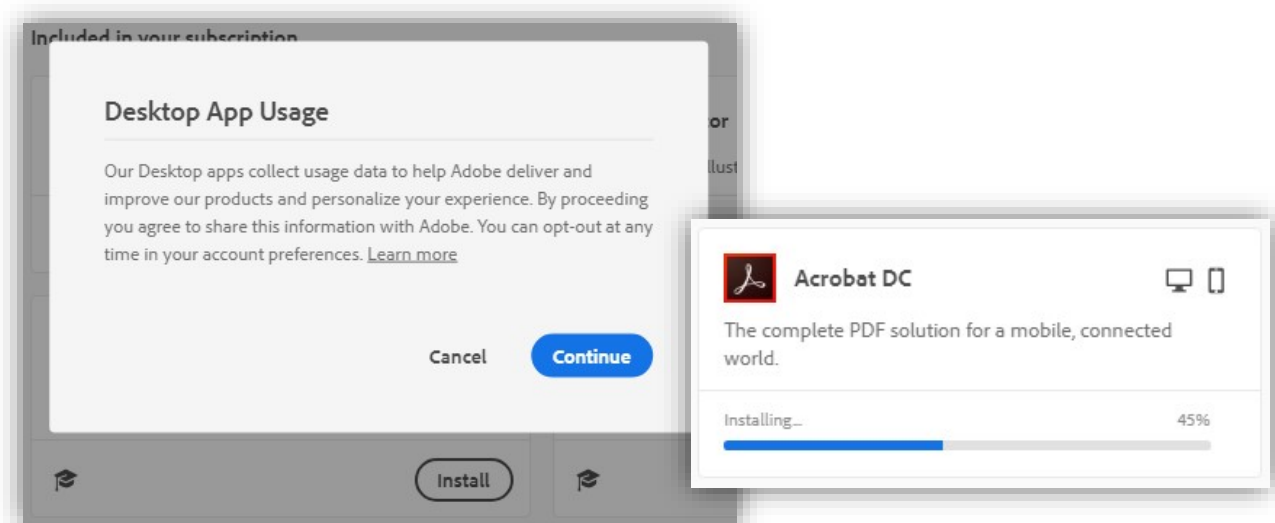 Included in your subscription
Desktop App Usage
Our Desktop apps collect usage data to help Adobe deliver and
improve our products and personalize your experience. By proceeding
you agree to share this information with Adobe. You can opt-out at any
time in your account preferences. Learn more
Cancel
Continue
tor
llust
Install
Acrobat DC
The complete PDF solution for a mobile, connected
world.
Installing...
45%